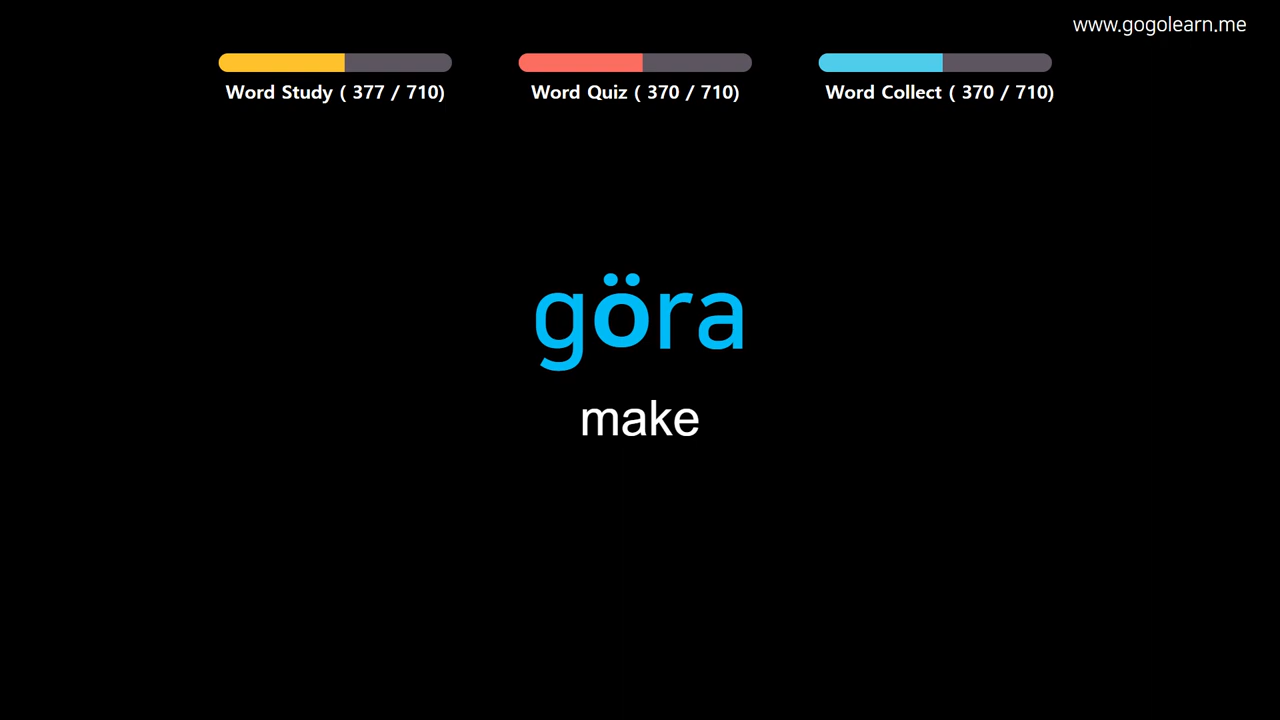 www.gogolearn.me
Word Study ( 377 / 710)
Word Quiz ( 370 / 710)
Word Collect ( 370 / 710)
göra
make